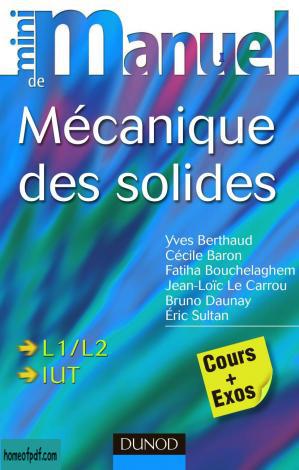 mini
Manuel
de
Mécanique
des solides
Yves Berthaud
Cécile Baron
Fatiha Bouchelaghem
Jean-Loïc Le Carrou
Bruno Daunay
Éric Sultan
L1/L2
IUT
Cours
+
Exos
homeofpdf.com
DUNOD